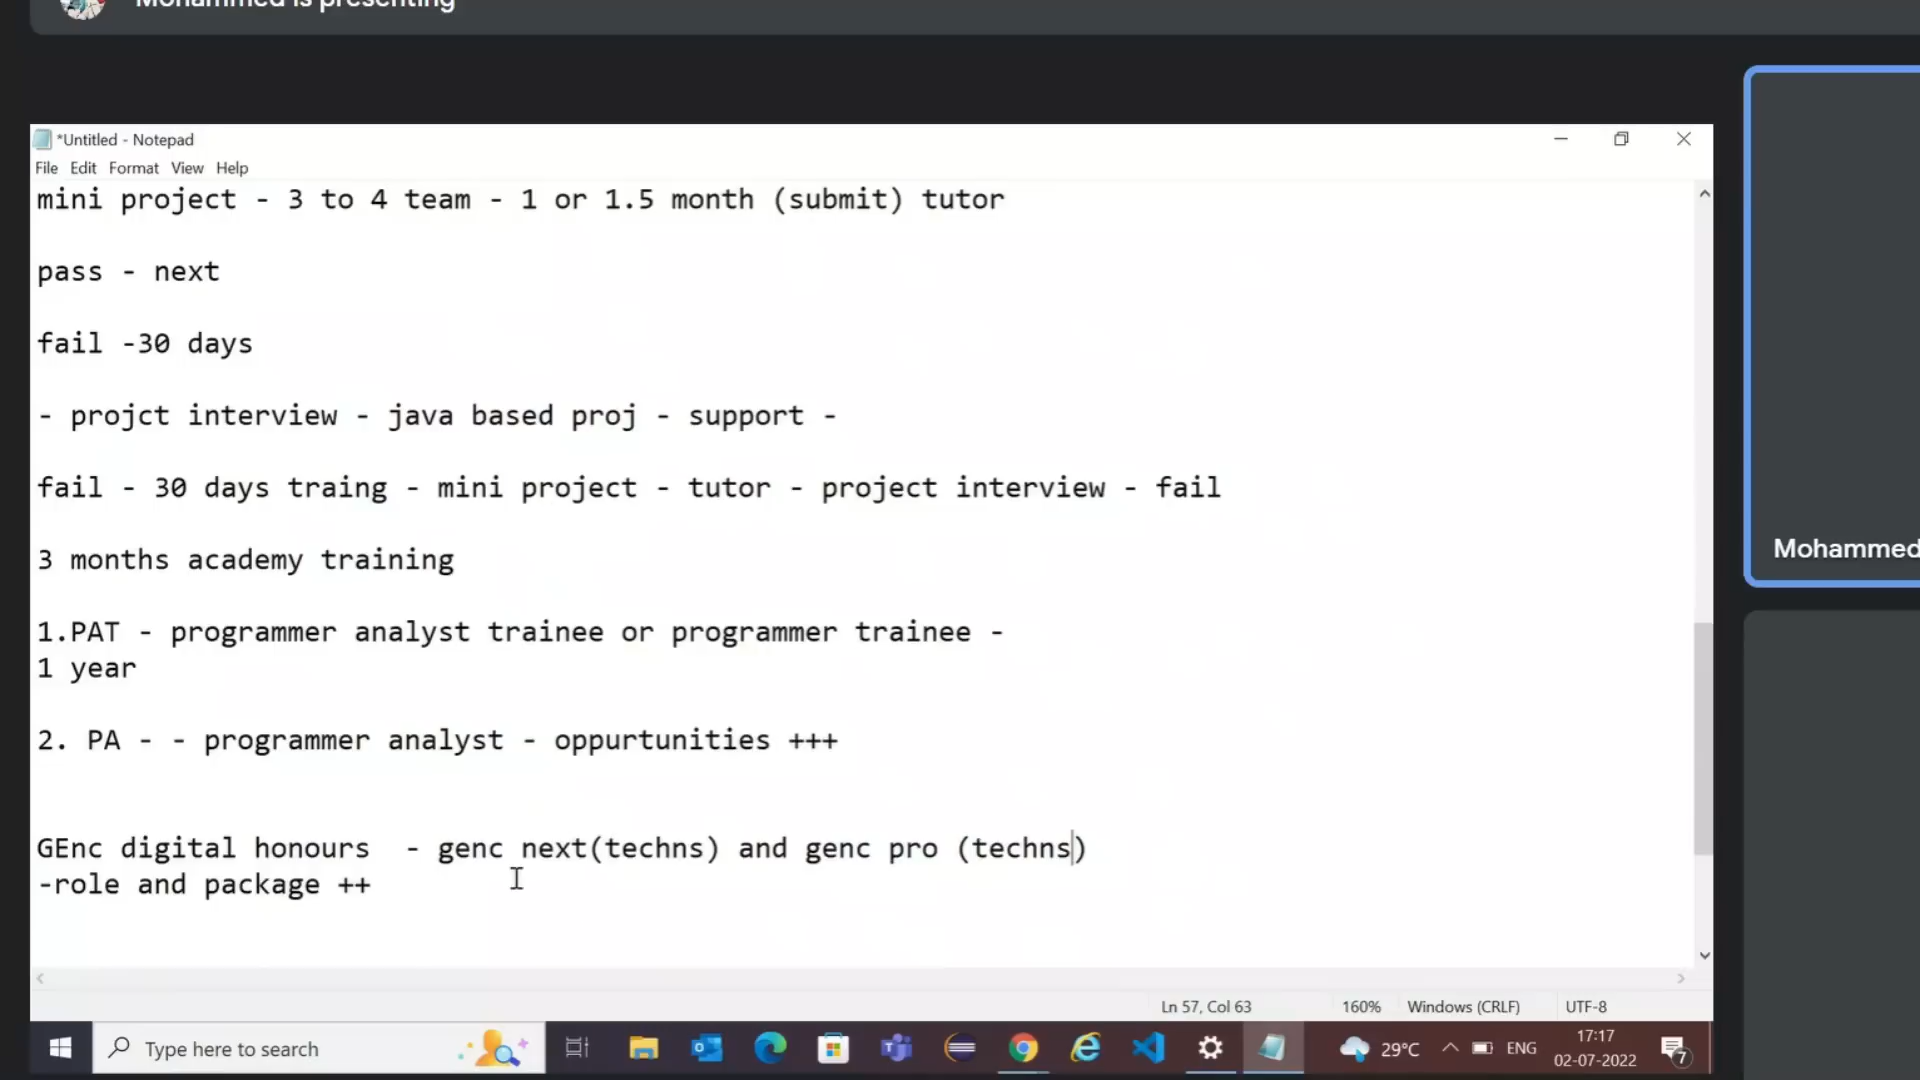 Mohammed is presenting
*Untitled - Notepad
File Edit Format View Help
mini project - 3 to 4 team - 1 or 1.5 month (submit) tutor
pass - next
fail -30 days
- projct interview - java based proj - support -
fail - 30 days traing - mini project - tutor - project interview - fail
3 months academy training
1.PAT - programmer analyst trainee or programmer trainee -
1 year
2. PA - - programmer analyst - oppurtunities +++
GEnc digital honours  - genc next(techns) and genc pro (techns)
-role and package ++
Mohammed
Ln 57, Col 63 160% Windows (CRLF) UTF-8
Type here to search 29°C ENG 17:17
02-07-2022 7